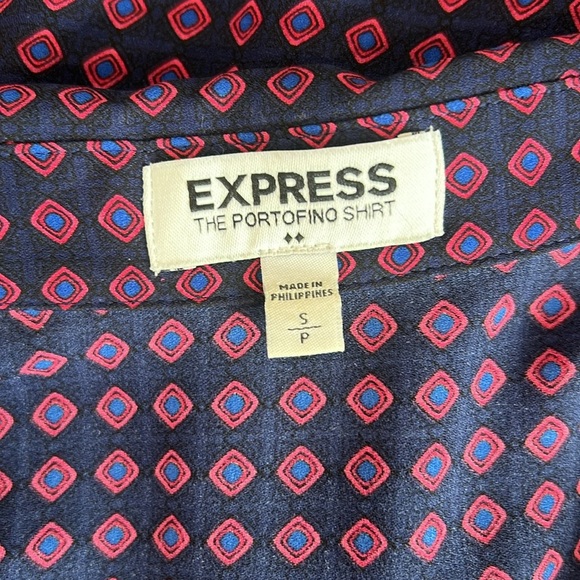 EXPRESS
THE PORTOFINO SHIRT
MADE IN
PHILIPPINES
S
P